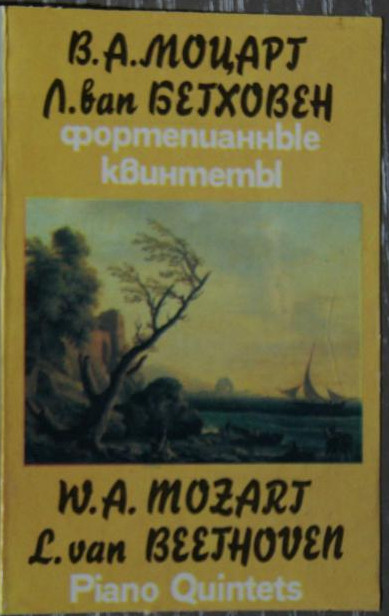 В.А.МОЦАРТ
Л.ван БЕТХОВЕН
фортепианные
квинтеты
W.A. MOZART
L.van BEETHOVEN
Piano Quintets